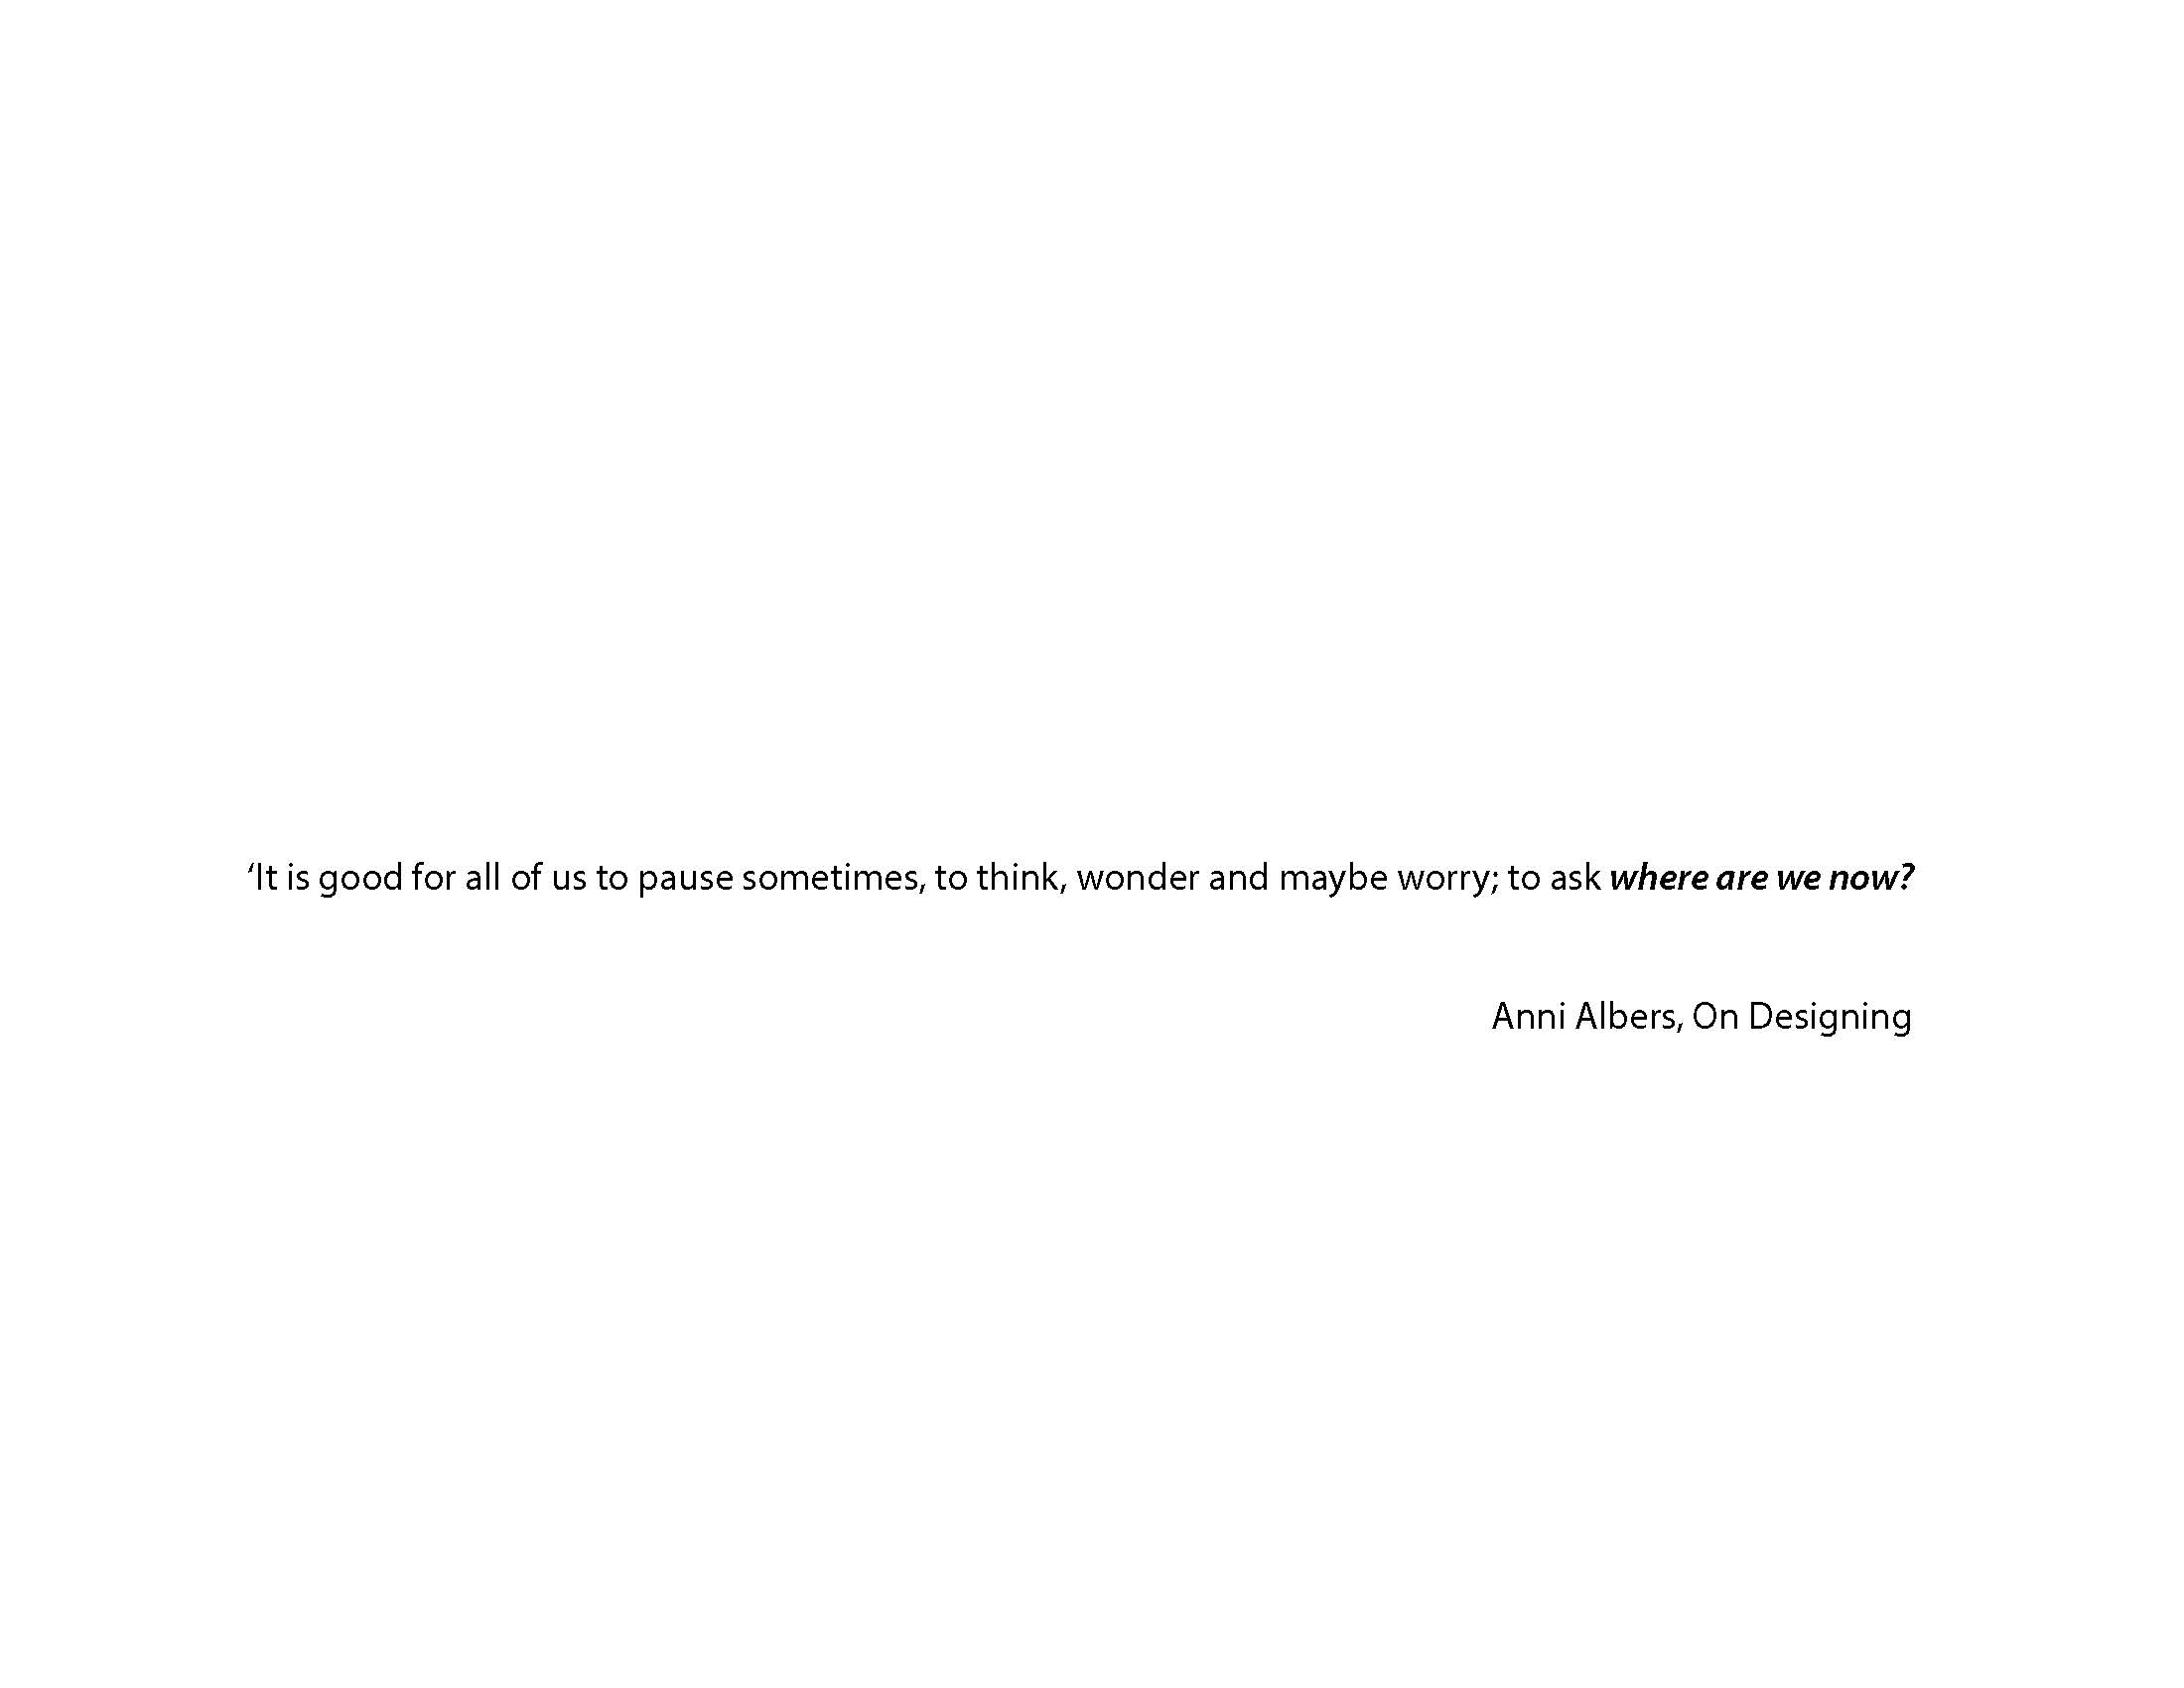 ‘It is good for all of us to pause sometimes, to think, wonder and maybe worry; to ask where are we now?
Anni Albers, On Designing